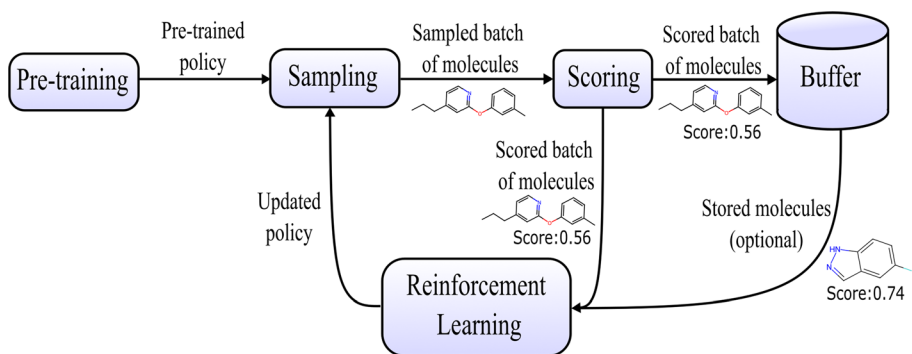 Pre-training
Pre-trained
policy
Sampling
Sampled batch
of molecules
Scoring
Scored batch
of molecules
Score:0.56
Buffer
Scored batch
of molecules
Score:0.56
Updated
policy
Stored molecules
(optional)
HN
N
Score:0.74
Reinforcement
Learning